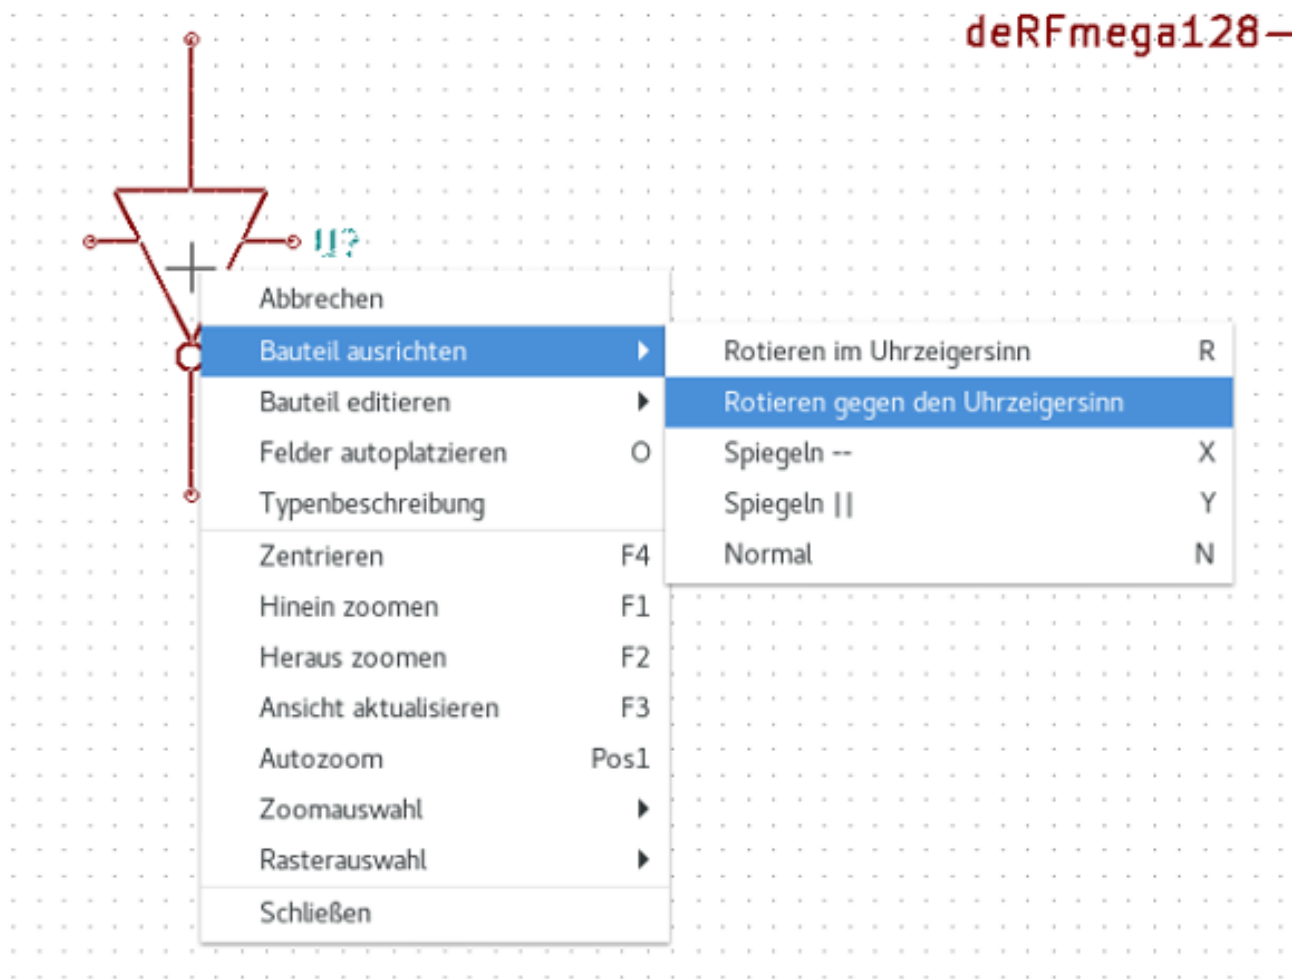 deRFmega128-
U?
Abbrechen
Bauteil ausrichten
Bauteil editieren
Felder autoplatzieren O
Typenbeschreibung
Zentrieren F4
Hinein zoomen F1
Heraus zoomen F2
Ansicht aktualisieren F3
Autozoom Pos1
Zoomauswahl
Rasterauswahl
Schließen
Rotieren im Uhrzeigersinn R
Rotieren gegen den Uhrzeigersinn
Spiegeln -- X
Spiegeln || Y
Normal N